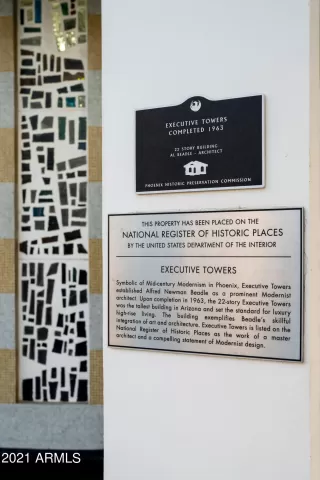 EXECUTIVE TOWERS
COMPLETED 1963
22 STORY BUILDING
AL BEADLE - ARCHITECT
PHOENIX HISTORIC PRESERVATION COMMISSION
THIS PROPERTY HAS BEEN PLACED ON THE
NATIONAL REGISTER OF HISTORIC PLACES
BY THE UNITED STATES DEPARTMENT OF THE INTERIOR
EXECUTIVE TOWERS
Symbolic of Midcentury Modernism in Phoenix, Executive Towers
established Alfred Newman Beadle as a prominent Modernist
architect. Upon completion in 1963, the 22-story Executive Towers
was the tallest building in Arizona and set the standard for luxury
high-rise living. The building exemplifies Beadle's skillful
integration of art and architecture. Executive Towers is listed on the
National Register of Historic Places as the work of a master
architect and a compelling statement of Modernist design.
2021 ARMLS